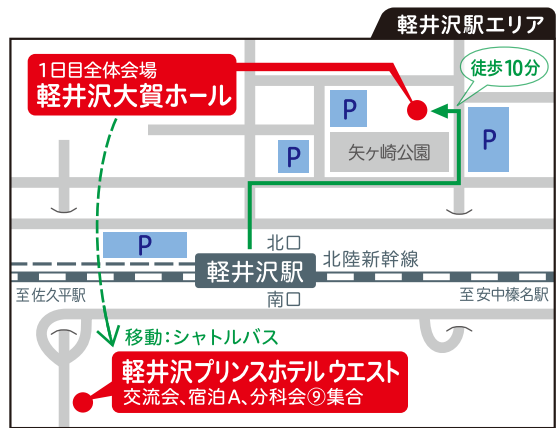 軽井沢駅エリア
1日目全体会場
軽井沢大賀ホール
徒歩10分
P
P
P
矢ヶ崎公園
P
北口
北陸新幹線
軽井沢駅
至佐久平駅
南口
至安中榛名駅
移動：シャトルバス
軽井沢プリンスホテル ウエスト
交流会、宿泊A、分科会⑨集合